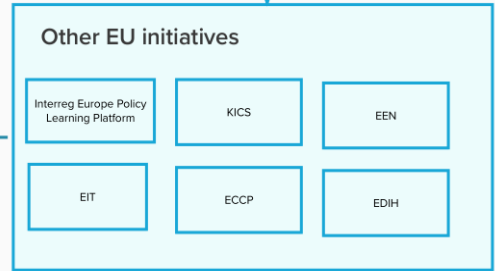 Other EU initiatives
Interreg Europe Policy
Learning Platform
KICS
EEN
EIT
ECCP
EDIH